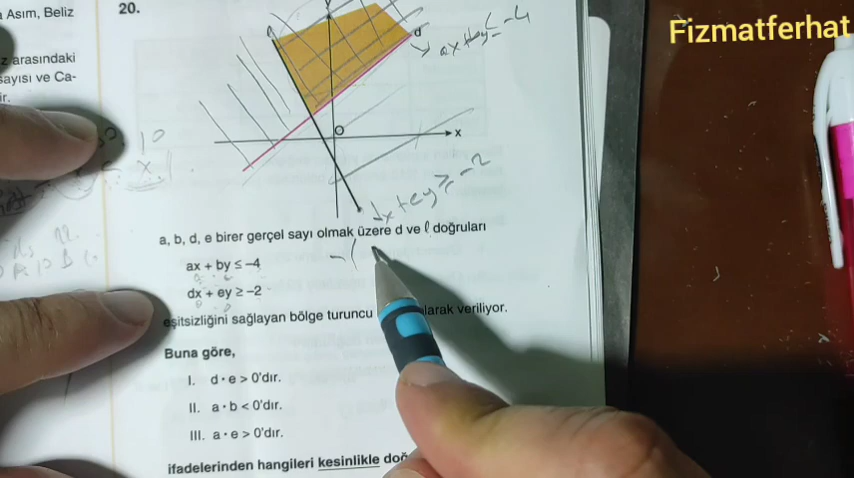 Fizmatferhat
a Asım, Beliz
z arasındaki
sayısı ve Ca-
ir.
20.
y
ℓ
d
ax+by≤-4
O
x
10
x
dx+ey≥-2
-(
a, b, d, e birer gerçel sayı olmak üzere d ve ℓ doğruları
ax + by ≤ -4
dx + ey ≥ -2
eşitsizliğini sağlayan bölge turuncu larak veriliyor.
Buna göre,
I. d • e > 0'dır.
II. a • b < 0'dır.
III. a • e > 0'dır.
ifadelerinden hangileri kesinlikle doğ